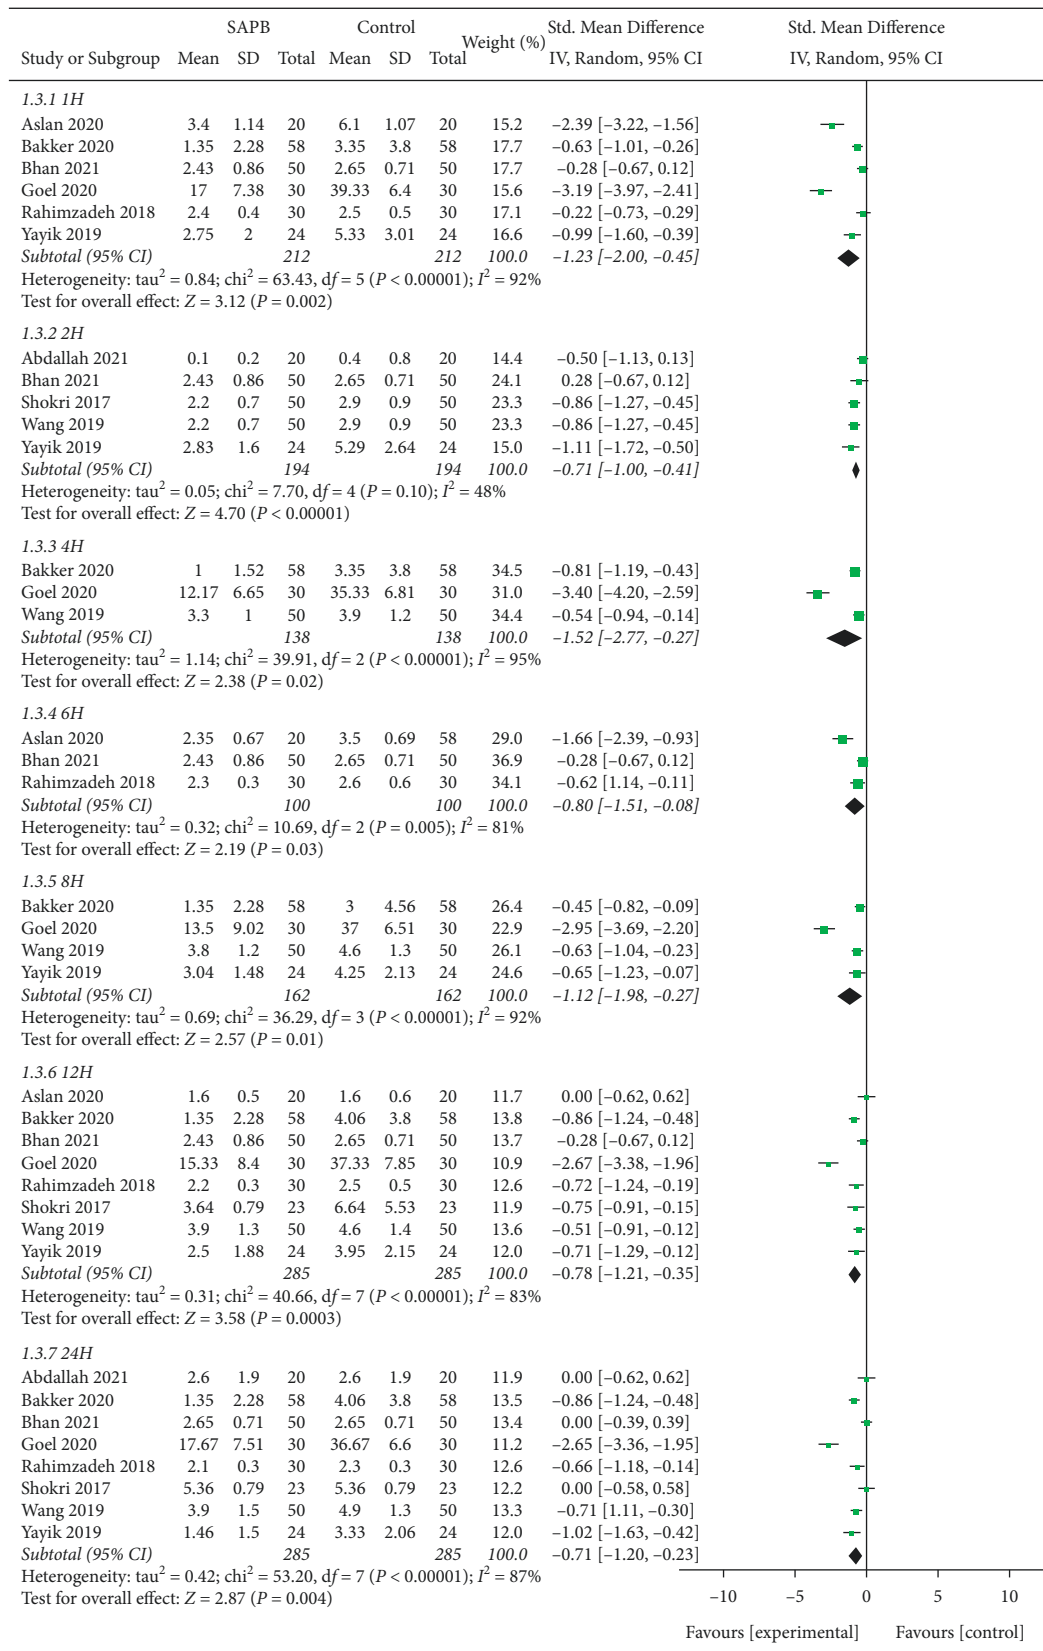 SAPB Control Std. Mean Difference Std. Mean Difference
Study or Subgroup Mean SD Total Mean SD Total Weight (%) IV, Random, 95% CI IV, Random, 95% CI
1.3.1 1H
Aslan 2020 3.4 1.14 20 6.1 1.07 20 15.2 −2.39 [−3.22, −1.56]
Bakker 2020 1.35 2.28 58 3.35 3.8 58 17.7 −0.63 [−1.01, −0.26]
Bhan 2021 2.43 0.86 50 2.65 0.71 50 17.7 −0.28 [−0.67, 0.12]
Goel 2020 17 7.38 30 39.33 6.4 30 15.6 −3.19 [−3.97, −2.41]
Rahimzadeh 2018 2.4 0.4 30 2.5 0.5 30 17.1 −0.22 [−0.73, −0.29]
Yayik 2019 2.75 2 24 5.33 3.01 24 16.6 −0.99 [−1.60, −0.39]
Subtotal (95% CI) 212 212 100.0 −1.23 [−2.00, −0.45]
Heterogeneity: tau² = 0.84; chi² = 63.43, df = 5 (P < 0.00001); I² = 92%
Test for overall effect: Z = 3.12 (P = 0.002)
1.3.2 2H
Abdallah 2021 0.1 0.2 20 0.4 0.8 20 14.4 −0.50 [−1.13, 0.13]
Bhan 2021 2.43 0.86 50 2.65 0.71 50 24.1 0.28 [−0.67, 0.12]
Shokri 2017 2.2 0.7 50 2.9 0.9 50 23.3 −0.86 [−1.27, −0.45]
Wang 2019 2.2 0.7 50 2.9 0.9 50 23.3 −0.86 [−1.27, −0.45]
Yayik 2019 2.83 1.6 24 5.29 2.64 24 15.0 −1.11 [−1.72, −0.50]
Subtotal (95% CI) 194 194 100.0 −0.71 [−1.00, −0.41]
Heterogeneity: tau² = 0.05; chi² = 7.70, df = 4 (P = 0.10); I² = 48%
Test for overall effect: Z = 4.70 (P < 0.00001)
1.3.3 4H
Bakker 2020 1 1.52 58 3.35 3.8 58 34.5 −0.81 [−1.19, −0.43]
Goel 2020 12.17 6.65 30 35.33 6.81 30 31.0 −3.40 [−4.20, −2.59]
Wang 2019 3.3 1 50 3.9 1.2 50 34.4 −0.54 [−0.94, −0.14]
Subtotal (95% CI) 138 138 100.0 −1.52 [−2.77, −0.27]
Heterogeneity: tau² = 1.14; chi² = 39.91, df = 2 (P < 0.00001); I² = 95%
Test for overall effect: Z = 2.38 (P = 0.02)
1.3.4 6H
Aslan 2020 2.35 0.67 20 3.5 0.69 58 29.0 −1.66 [−2.39, −0.93]
Bhan 2021 2.43 0.86 50 2.65 0.71 50 36.9 −0.28 [−0.67, 0.12]
Rahimzadeh 2018 2.3 0.3 30 2.6 0.6 30 34.1 −0.62 [1.14, −0.11]
Subtotal (95% CI) 100 100 100.0 −0.80 [−1.51, −0.08]
Heterogeneity: tau² = 0.32; chi² = 10.69, df = 2 (P = 0.005); I² = 81%
Test for overall effect: Z = 2.19 (P = 0.03)
1.3.5 8H
Bakker 2020 1.35 2.28 58 3 4.56 58 26.4 −0.45 [−0.82, −0.09]
Goel 2020 13.5 9.02 30 37 6.51 30 22.9 −2.95 [−3.69, −2.20]
Wang 2019 3.8 1.2 50 4.6 1.3 50 26.1 −0.63 [−1.04, −0.23]
Yayik 2019 3.04 1.48 24 4.25 2.13 24 24.6 −0.65 [−1.23, −0.07]
Subtotal (95% CI) 162 162 100.0 −1.12 [−1.98, −0.27]
Heterogeneity: tau² = 0.69; chi² = 36.29, df = 3 (P < 0.00001); I² = 92%
Test for overall effect: Z = 2.57 (P = 0.01)
1.3.6 12H
Aslan 2020 1.6 0.5 20 1.6 0.6 20 11.7 0.00 [−0.62, 0.62]
Bakker 2020 1.35 2.28 58 4.06 3.8 58 13.8 −0.86 [−1.24, −0.48]
Bhan 2021 2.43 0.86 50 2.65 0.71 50 13.7 −0.28 [−0.67, 0.12]
Goel 2020 15.33 8.4 30 37.33 7.85 30 10.9 −2.67 [−3.38, −1.96]
Rahimzadeh 2018 2.2 0.3 30 2.5 0.5 30 12.6 −0.72 [−1.24, −0.19]
Shokri 2017 3.64 0.79 23 6.64 5.53 23 11.9 −0.75 [−0.91, −0.15]
Wang 2019 3.9 1.3 50 4.6 1.4 50 13.6 −0.51 [−0.91, −0.12]
Yayik 2019 2.5 1.88 24 3.95 2.15 24 12.0 −0.71 [−1.29, −0.12]
Subtotal (95% CI) 285 285 100.0 −0.78 [−1.21, −0.35]
Heterogeneity: tau² = 0.31; chi² = 40.66, df = 7 (P < 0.00001); I² = 83%
Test for overall effect: Z = 3.58 (P = 0.0003)
1.3.7 24H
Abdallah 2021 2.6 1.9 20 2.6 1.9 20 11.9 0.00 [−0.62, 0.62]
Bakker 2020 1.35 2.28 58 4.06 3.8 58 13.5 −0.86 [−1.24, −0.48]
Bhan 2021 2.65 0.71 50 2.65 0.71 50 13.4 0.00 [−0.39, 0.39]
Goel 2020 17.67 7.51 30 36.67 6.6 30 11.2 −2.65 [−3.36, −1.95]
Rahimzadeh 2018 2.1 0.3 30 2.3 0.3 30 12.6 −0.66 [−1.18, −0.14]
Shokri 2017 5.36 0.79 23 5.36 0.79 23 12.2 0.00 [−0.58, 0.58]
Wang 2019 3.9 1.5 50 4.9 1.3 50 13.3 −0.71 [1.11, −0.30]
Yayik 2019 1.46 1.5 24 3.33 2.06 24 12.0 −1.02 [−1.63, −0.42]
Subtotal (95% CI) 285 285 100.0 −0.71 [−1.20, −0.23]
Heterogeneity: tau² = 0.42; chi² = 53.20, df = 7 (P < 0.00001); I² = 87%
Test for overall effect: Z = 2.87 (P = 0.004)
−10 −5 0 5 10
Favours [experimental] Favours [control]